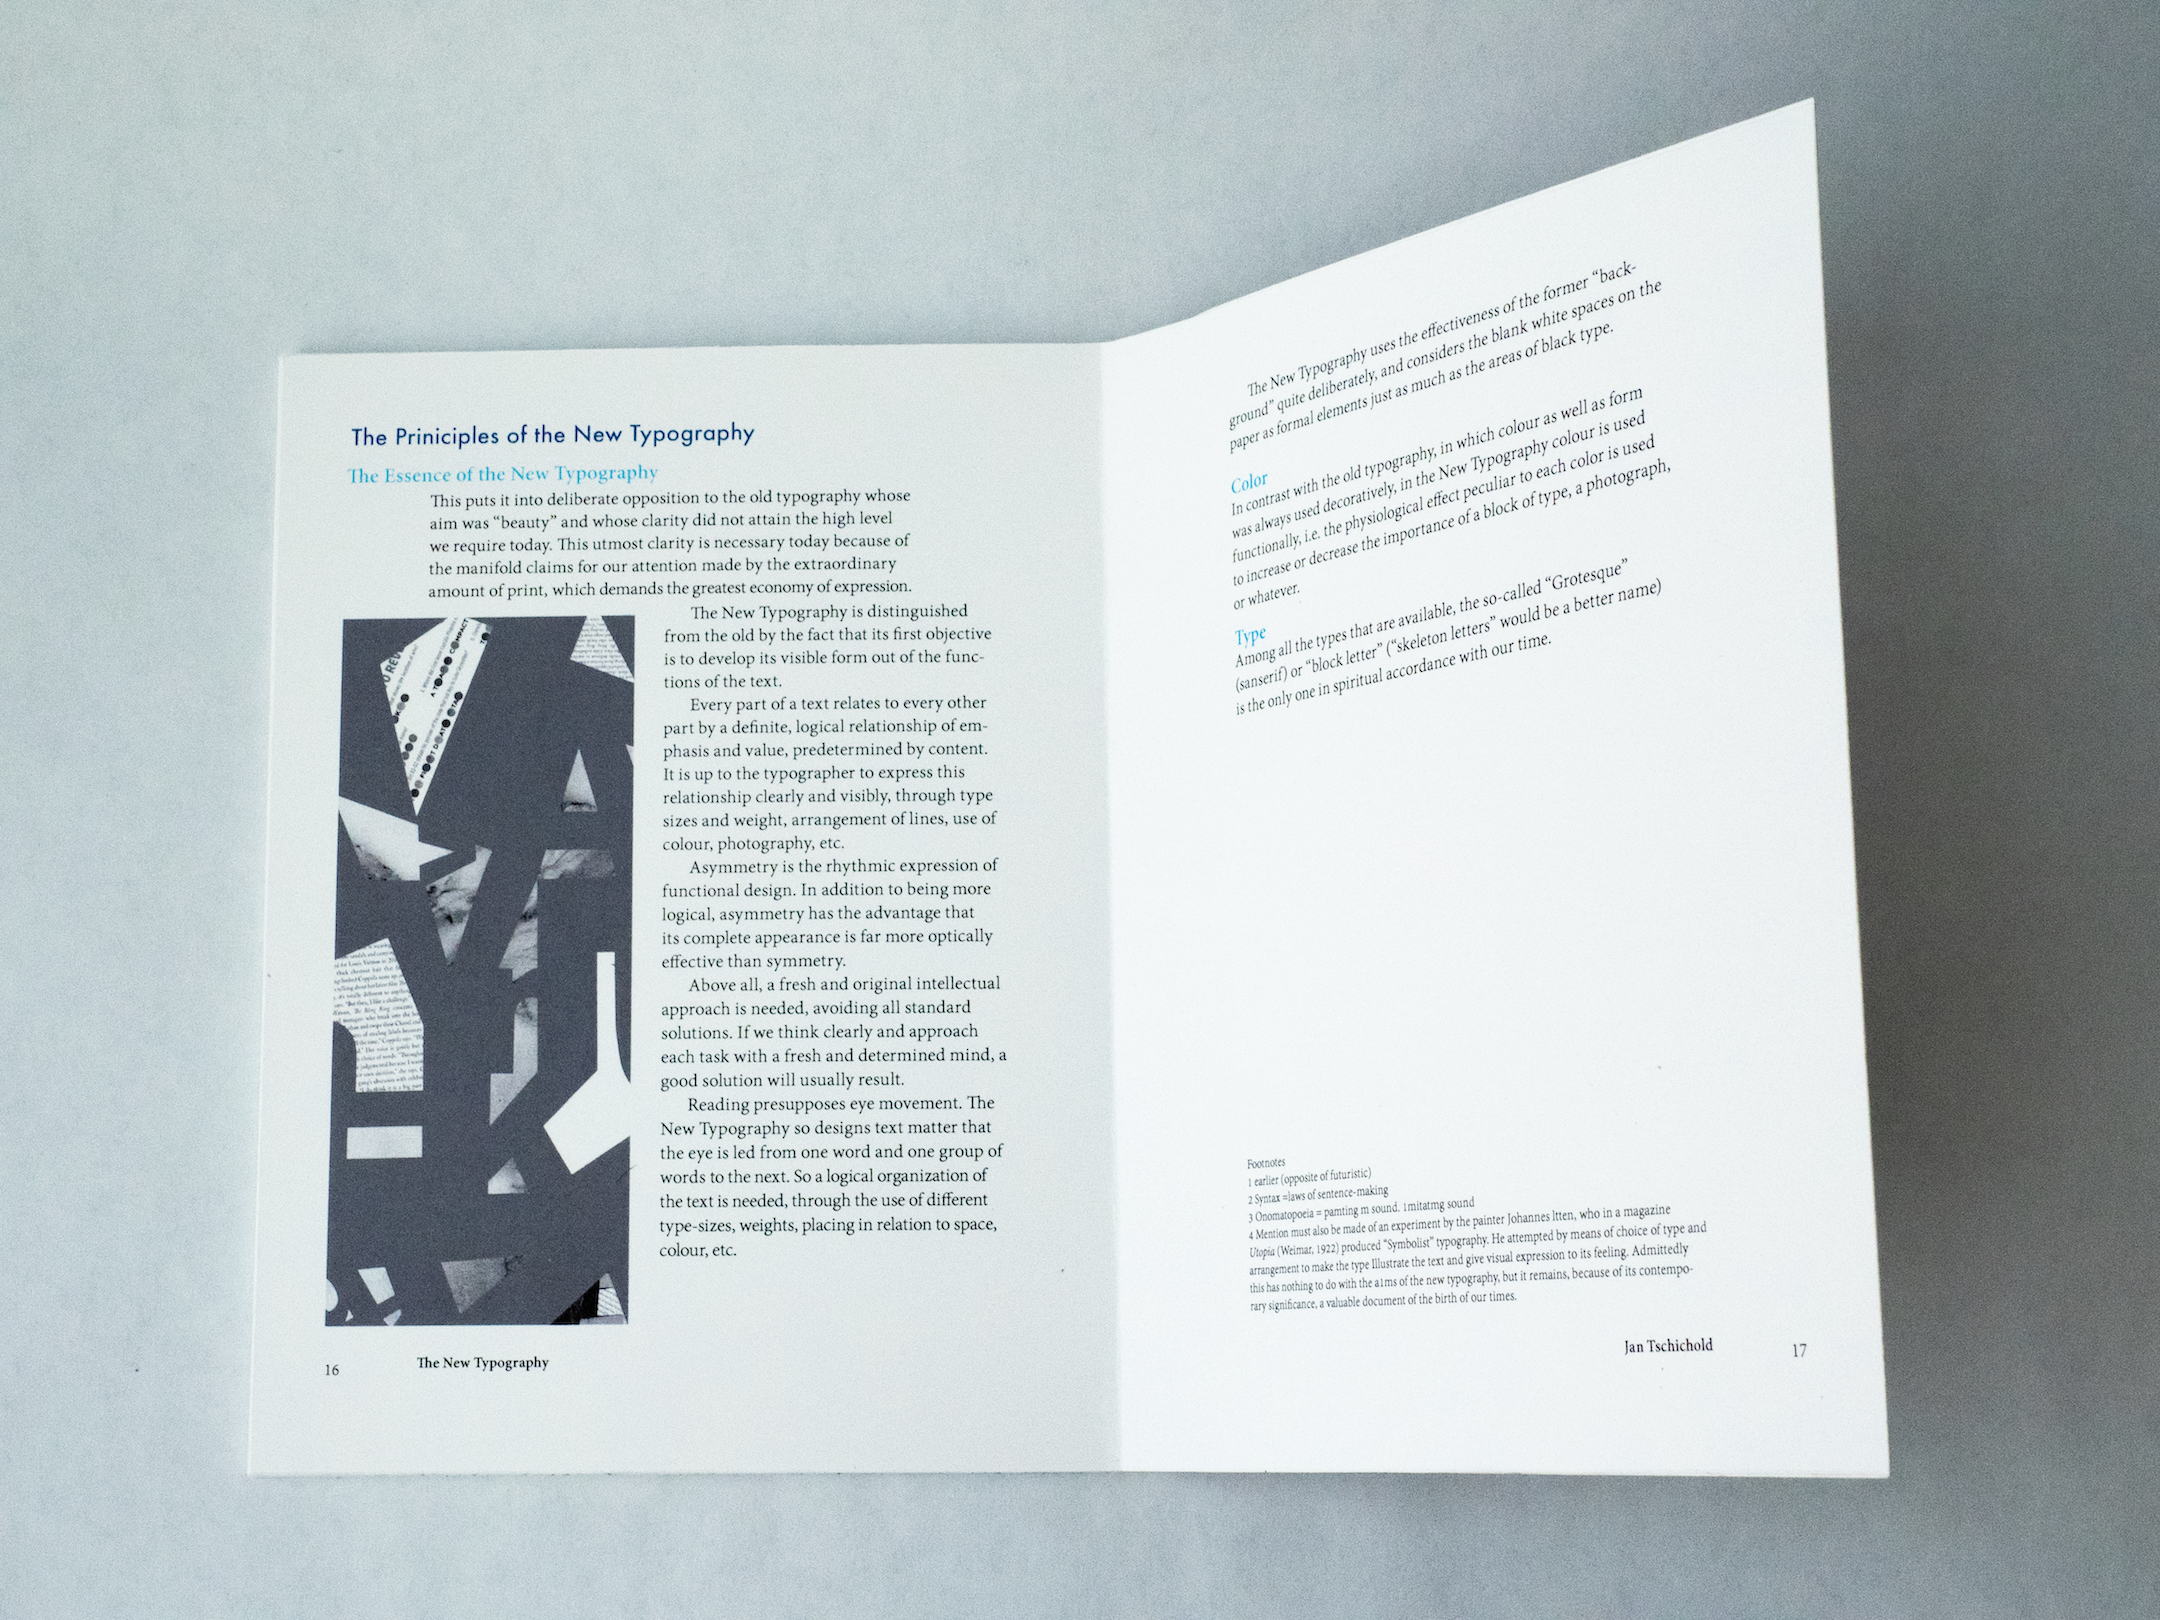 The Priniciples of the New Typography
The Essence of the New Typography
This puts it into deliberate opposition to the old typography whose
aim was “beauty” and whose clarity did not attain the high level
we require today. This utmost clarity is necessary today because of
the manifold claims for our attention made by the extraordinary
amount of print, which demands the greatest economy of expression.
The New Typography is distinguished
from the old by the fact that its first objective
is to develop its visible form out of the func-
tions of the text.
Every part of a text relates to every other
part by a definite, logical relationship of em-
phasis and value, predetermined by content.
It is up to the typographer to express this
relationship clearly and visibly, through type
sizes and weight, arrangement of lines, use of
colour, photography, etc.
Asymmetry is the rhythmic expression of
functional design. In addition to being more
logical, asymmetry has the advantage that
its complete appearance is far more optically
effective than symmetry.
Above all, a fresh and original intellectual
approach is needed, avoiding all standard
solutions. If we think clearly and approach
each task with a fresh and determined mind, a
good solution will usually result.
Reading presupposes eye movement. The
New Typography so designs text matter that
the eye is led from one word and one group of
words to the next. So a logical organization of
the text is needed, through the use of different
type-sizes, weights, placing in relation to space,
colour, etc.
16
The New Typography
The New Typography uses the effectiveness of the former “back-
ground” quite deliberately, and considers the blank white spaces on the
paper as formal elements just as much as the areas of black type.
Color
In contrast with the old typography, in which colour as well as form
was always used decoratively, in the New Typography colour is used
functionally, i.e. the physiological effect peculiar to each color is used
to increase or decrease the importance of a block of type, a photograph,
or whatever.
Type
Among all the types that are available, the so-called “Grotesque”
(sanserif) or “block letter” (“skeleton letters” would be a better name)
is the only one in spiritual accordance with our time.
Footnotes
1 earlier (opposite of futuristic)
2 Syntax =laws of sentence-making
3 Onomatopoeia = pamting m sound. 1mitatmg sound
4 Mention must also be made of an experiment by the painter Johannes ltten, who in a magazine
Utopia (Weimar, 1922) produced “Symbolist” typography. He attempted by means of choice of type and
arrangement to make the type Illustrate the text and give visual expression to its feeling. Admittedly
this has nothing to do with the a1ms of the new typography, but it remains, because of its contempo-
rary significance, a valuable document of the birth of our times.
Jan Tschichold
17